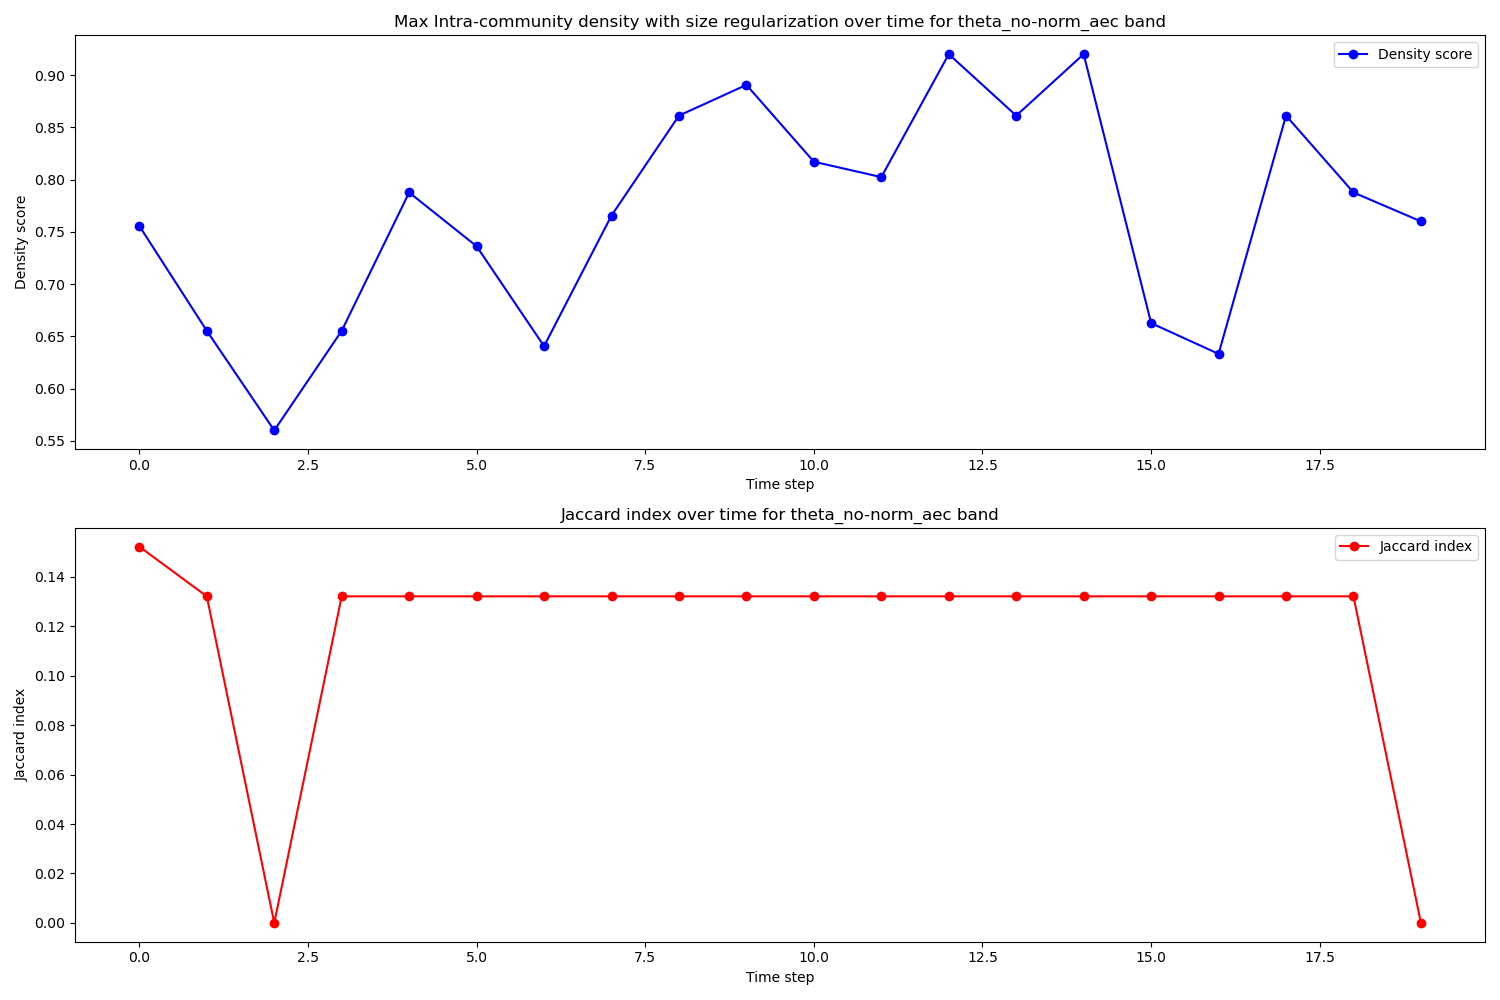 Max Intra-community density with size regularization over time for theta_no-norm_aec band
Density score
0.90
0.85
0.80
0.75
0.70
0.65
0.60
0.55
Density score
0.0 2.5 5.0 7.5 10.0 12.5 15.0 17.5
Time step
Jaccard index over time for theta_no-norm_aec band
Jaccard index
0.14
0.12
0.10
0.08
0.06
0.04
0.02
0.00
Jaccard index
0.0 2.5 5.0 7.5 10.0 12.5 15.0 17.5
Time step